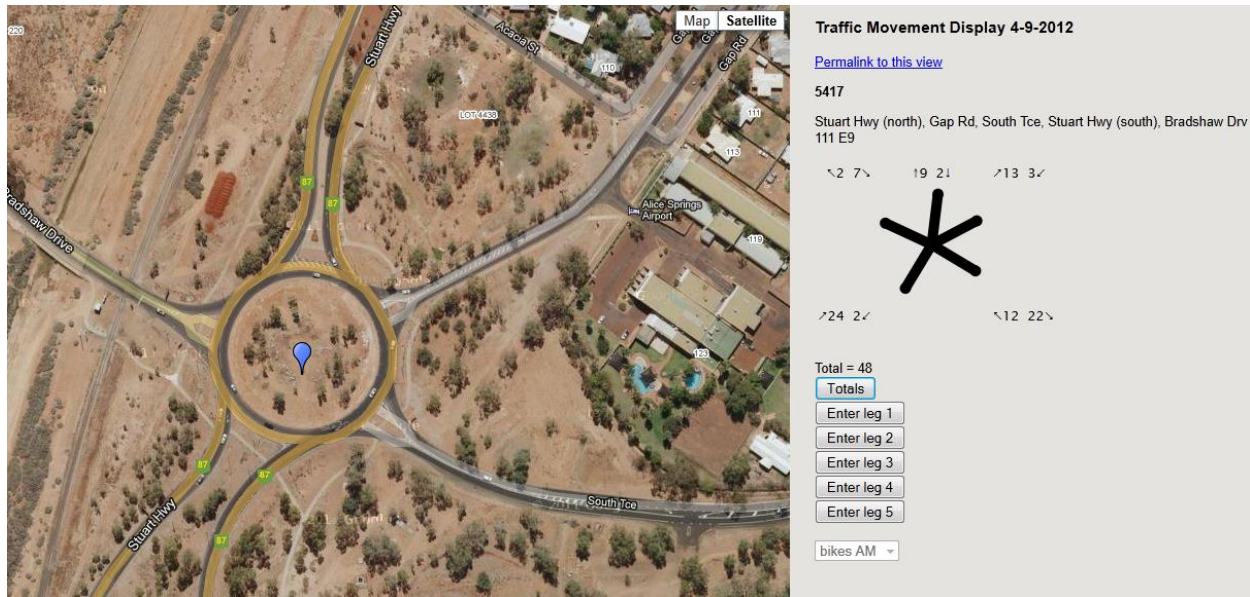 220
Stuart Hwy
Map
Satellite
Acacia St
Gap Rd
110
LOT 4438
111
113
87
87
Alice Springs
Airport
Bradshaw Drive
119
123
87
87
South Tce
Stuart Hwy
Traffic Movement Display 4-9-2012
Permalink to this view
5417
Stuart Hwy (north), Gap Rd, South Tce, Stuart Hwy (south), Bradshaw Drv
111 E9
↖2 7↘ ↑9 2↓ ↗13 3↙
↗24 2↙ ↖12 22↘
Total = 48
Totals
Enter leg 1
Enter leg 2
Enter leg 3
Enter leg 4
Enter leg 5
bikes AM